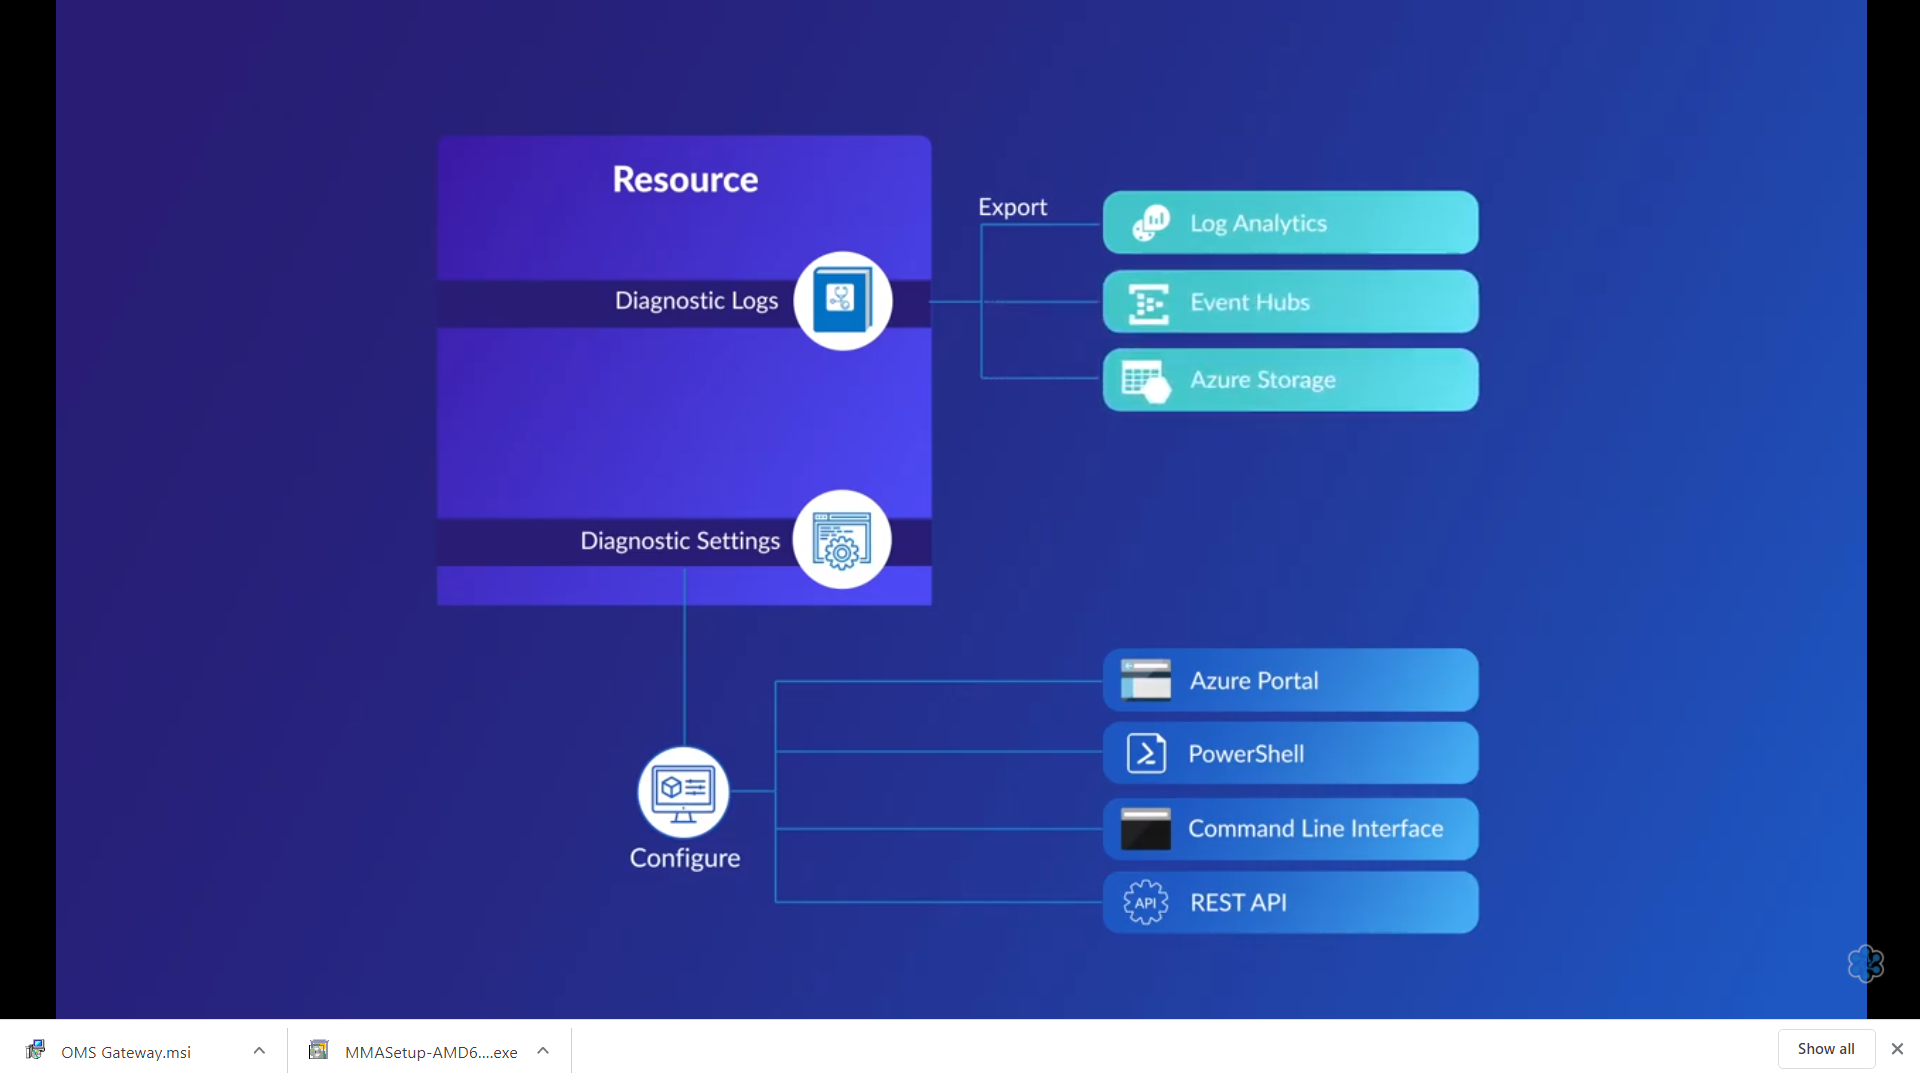 Resource
Export
Log Analytics
Diagnostic Logs
Event Hubs
Azure Storage
Diagnostic Settings
Azure Portal
PowerShell
Command Line Interface
Configure
API
REST API
OMS Gateway.msi
MMASetup-AMD6....exe
Show all